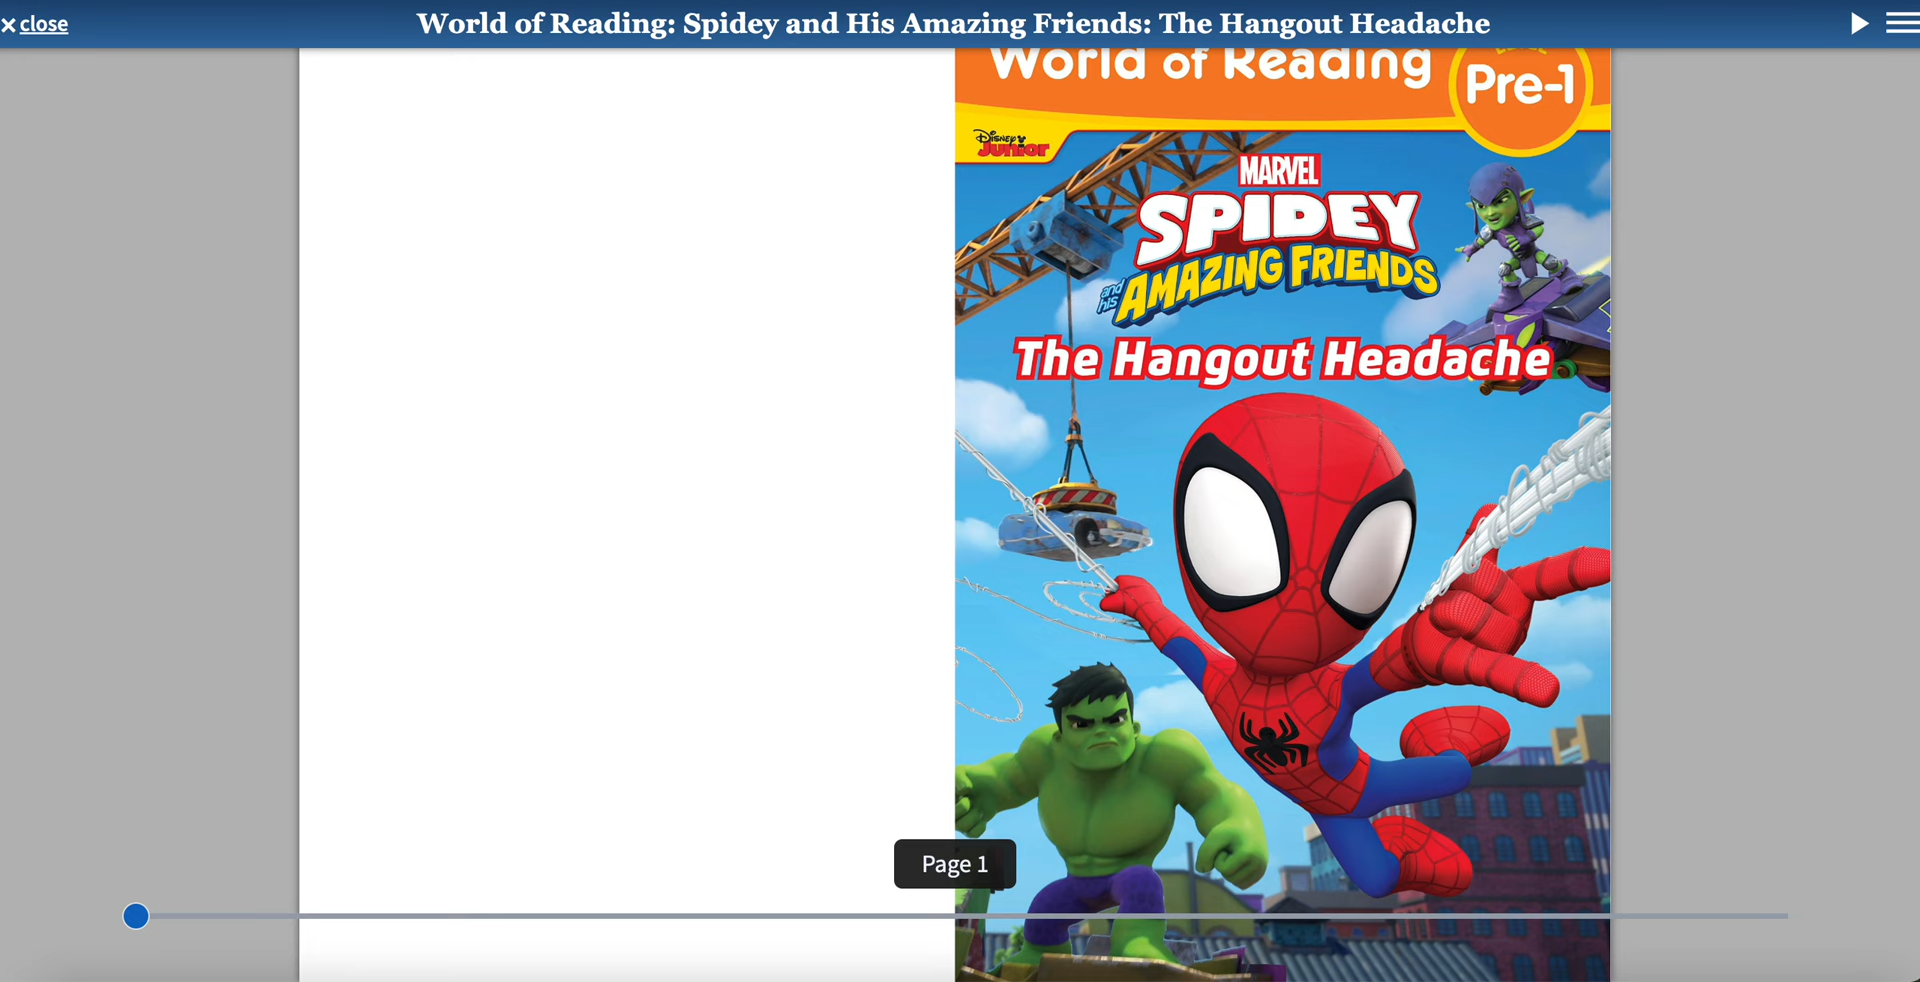 × close
World of Reading: Spidey and His Amazing Friends: The Hangout Headache
World of Reading
Pre-1
Disney
Junior
MARVEL
SPIDEY
and his
AMAZING FRIENDS
The Hangout Headache
Page 1